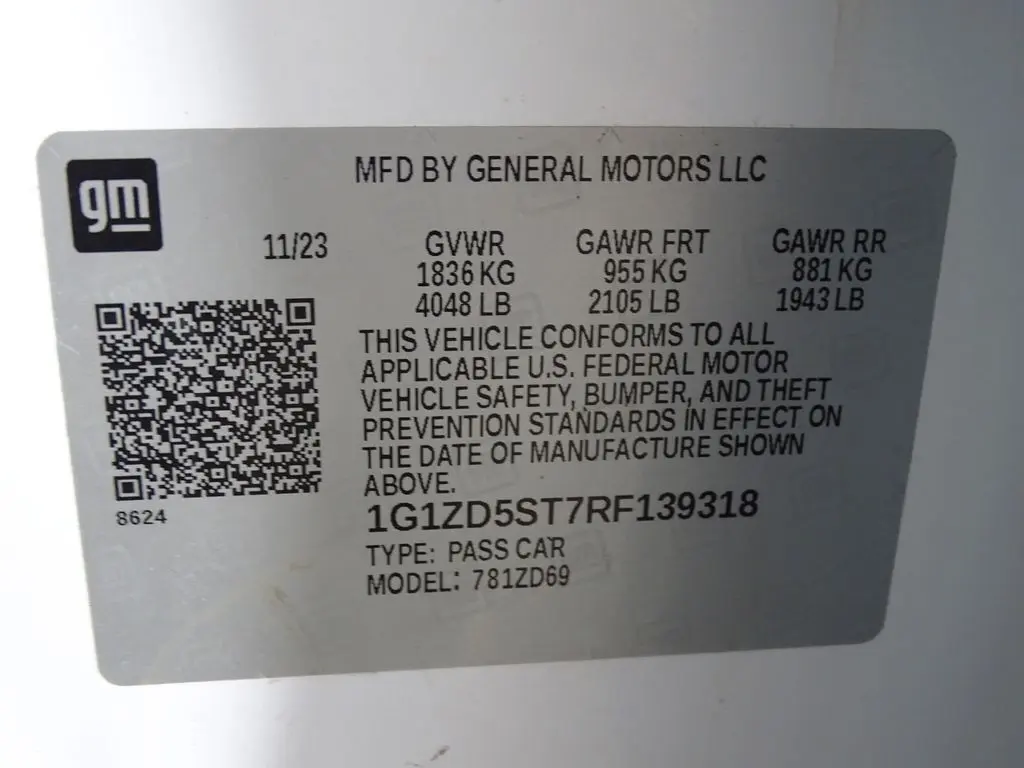 gm
MFD BY GENERAL MOTORS LLC
11/23 GVWR GAWR FRT GAWR RR
1836 KG 955 KG 881 KG
4048 LB 2105 LB 1943 LB
THIS VEHICLE CONFORMS TO ALL
APPLICABLE U.S. FEDERAL MOTOR
VEHICLE SAFETY, BUMPER, AND THEFT
PREVENTION STANDARDS IN EFFECT ON
THE DATE OF MANUFACTURE SHOWN
ABOVE.
8624
1G1ZD5ST7RF139318
TYPE: PASS CAR
MODEL: 781ZD69